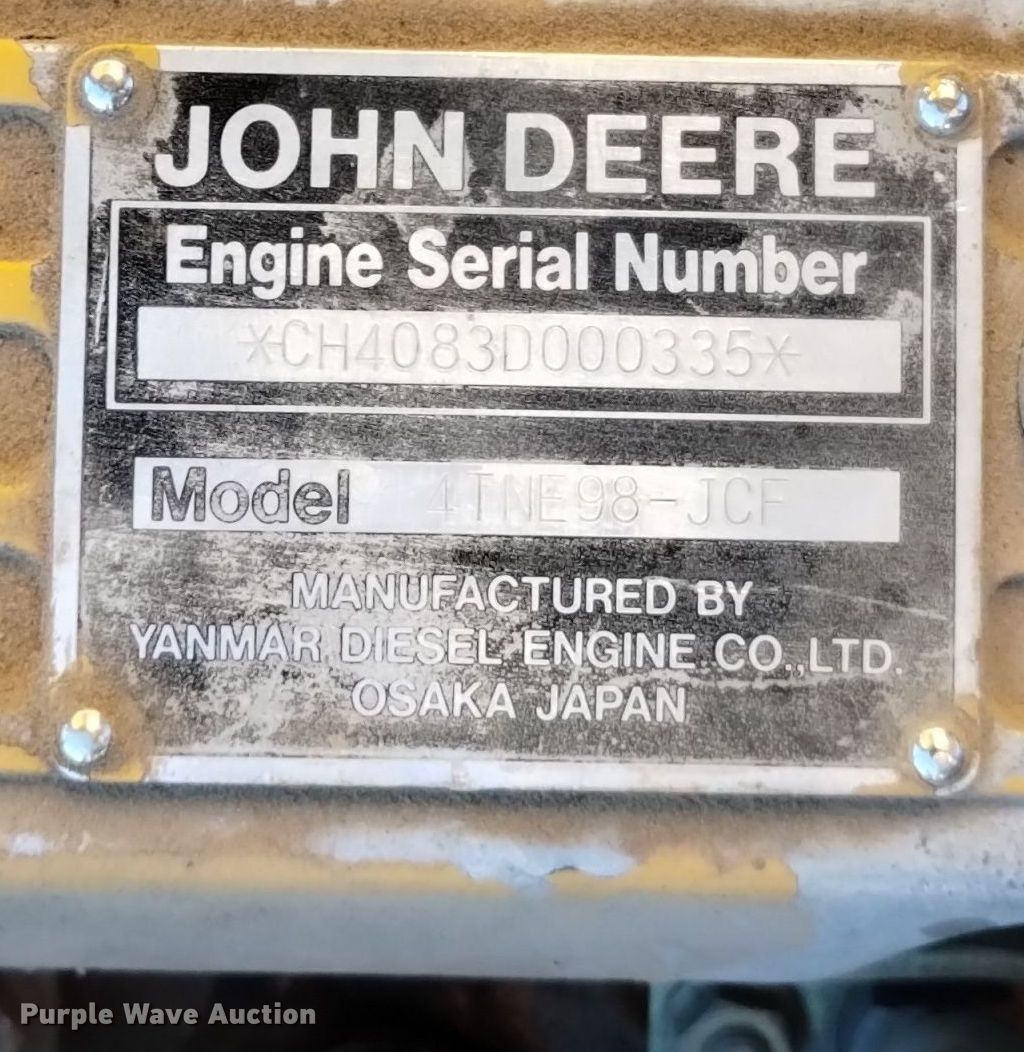 JOHN DEERE
Engine Serial Number
*CH4083D000335*
Model 4TNE98-JCF
MANUFACTURED BY
YANMAR DIESEL ENGINE CO.,LTD.
OSAKA JAPAN
Purple Wave Auction